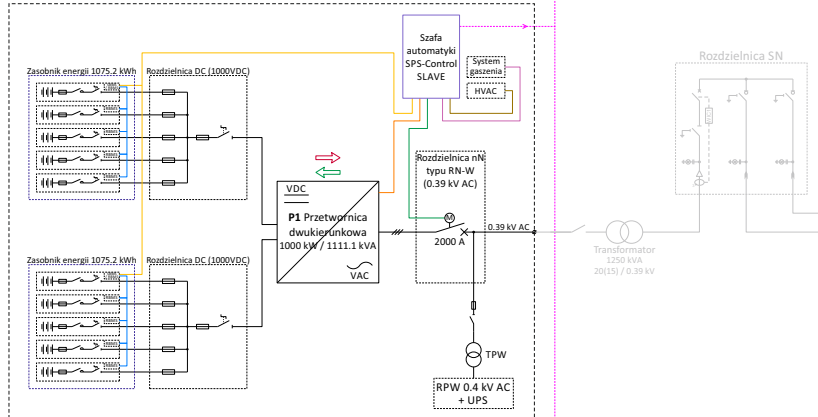 Szafa
automatyki
SPS-Control
SLAVE
System
gaszenia
HVAC
Rozdzielnica SN
Zasobnik energii 1075.2 kWh
Rozdzielnica DC (1000VDC)
Rozdzielnica nN
typu RN-W
(0.39 kV AC)
VDC
P1 Przetwornica
dwukierunkowa
1000 kW / 1111.1 kVA
VAC
M
2000 A
0.39 kV AC
Transformator
1250 kVA
20(15) / 0.39 kV
Zasobnik energii 1075.2 kWh
Rozdzielnica DC (1000VDC)
TPW
RPW 0.4 kV AC
+ UPS